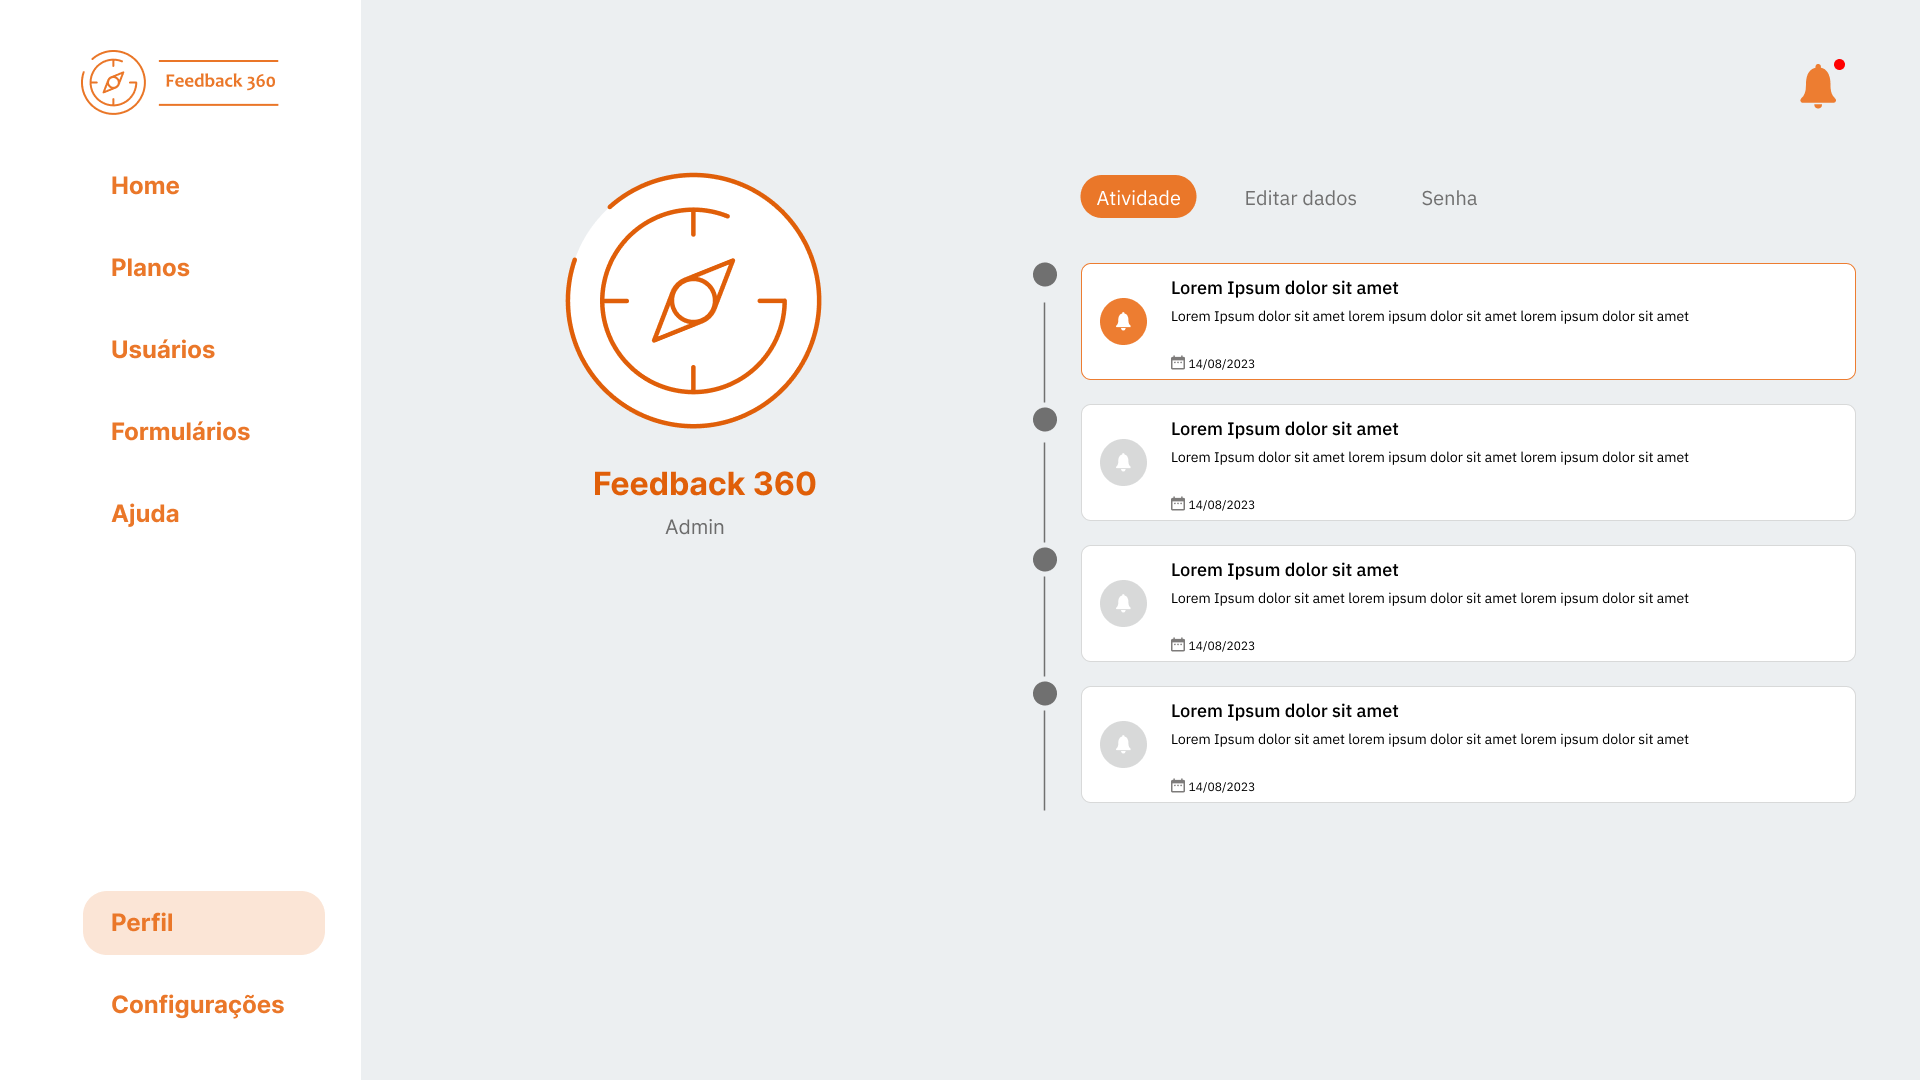 Feedback 360
Home
Planos
Usuários
Formulários
Ajuda
Perfil
Configurações
Feedback 360
Admin
Atividade
Editar dados
Senha
Lorem Ipsum dolor sit amet
Lorem Ipsum dolor sit amet lorem ipsum dolor sit amet lorem ipsum dolor sit amet
14/08/2023
Lorem Ipsum dolor sit amet
Lorem Ipsum dolor sit amet lorem ipsum dolor sit amet lorem ipsum dolor sit amet
14/08/2023
Lorem Ipsum dolor sit amet
Lorem Ipsum dolor sit amet lorem ipsum dolor sit amet lorem ipsum dolor sit amet
14/08/2023
Lorem Ipsum dolor sit amet
Lorem Ipsum dolor sit amet lorem ipsum dolor sit amet lorem ipsum dolor sit amet
14/08/2023